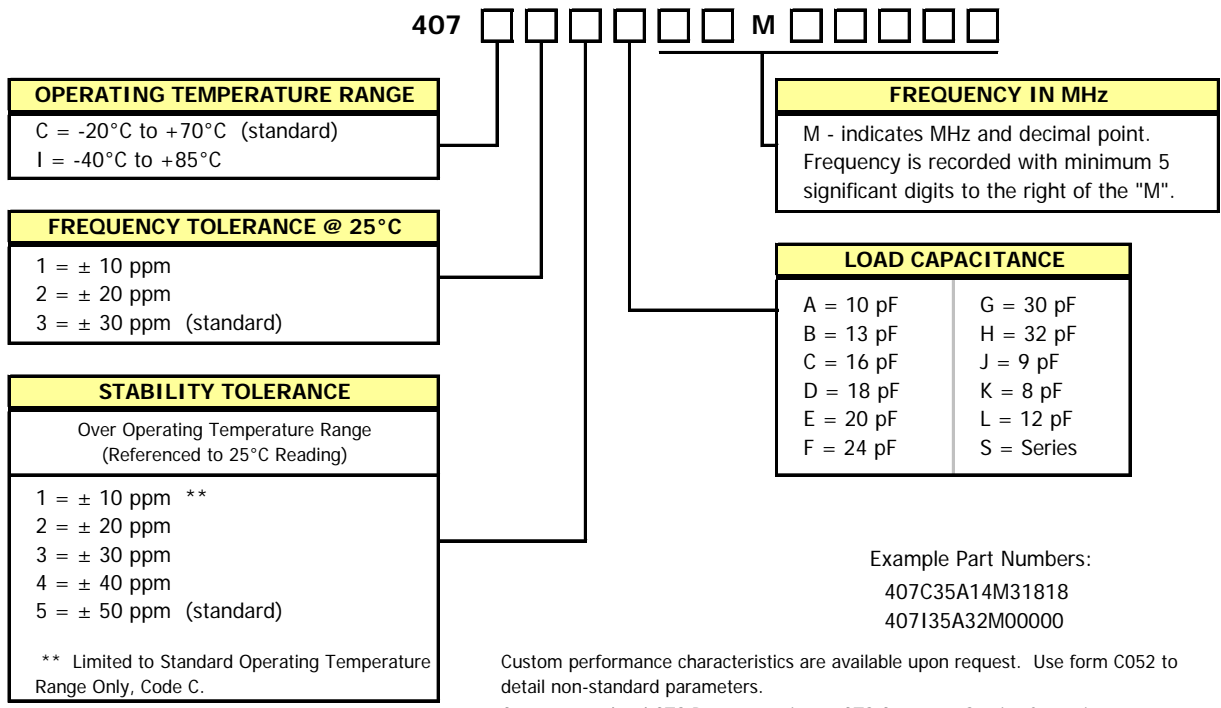 407 M
OPERATING TEMPERATURE RANGE
C = -20°C to +70°C (standard)
I = -40°C to +85°C
FREQUENCY TOLERANCE @ 25°C
1 = ± 10 ppm
2 = ± 20 ppm
3 = ± 30 ppm (standard)
STABILITY TOLERANCE
Over Operating Temperature Range
(Referenced to 25°C Reading)
1 = ± 10 ppm **
2 = ± 20 ppm
3 = ± 30 ppm
4 = ± 40 ppm
5 = ± 50 ppm (standard)
** Limited to Standard Operating Temperature
Range Only, Code C.
FREQUENCY IN MHz
M - indicates MHz and decimal point.
Frequency is recorded with minimum 5
significant digits to the right of the "M".
LOAD CAPACITANCE
A = 10 pF
B = 13 pF
C = 16 pF
D = 18 pF
E = 20 pF
F = 24 pF
G = 30 pF
H = 32 pF
J = 9 pF
K = 8 pF
L = 12 pF
S = Series
Example Part Numbers:
407C35A14M31818
407I35A32M00000
Custom performance characteristics are available upon request. Use form C052 to
detail non-standard parameters.